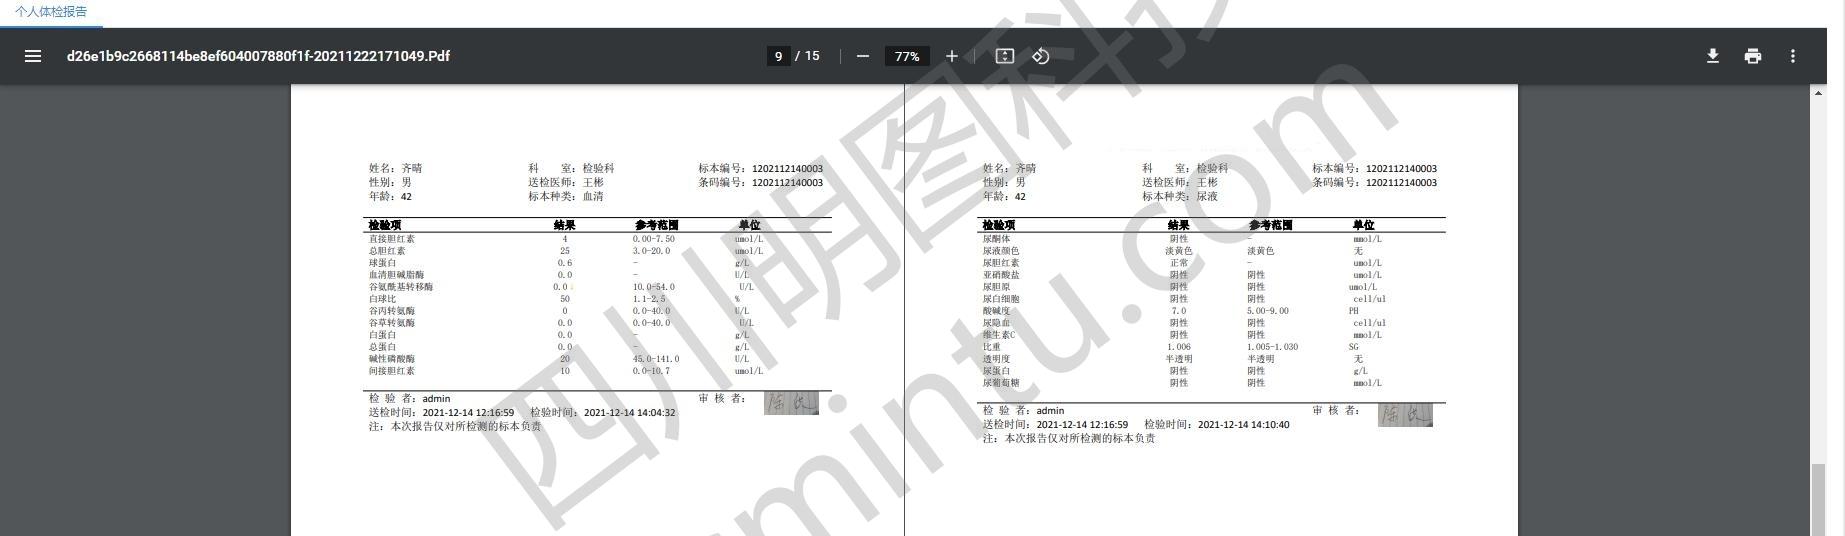 个人体检报告
d26e1b9c2668114be8ef604007880f1f-20211222171049.Pdf
9 / 15
77%
姓名：齐晴 科 室：检验科 标本编号：1202112140003
性别：男 送检医师：王彬 条码编号：1202112140003
年龄：42 标本种类：血清
检验项 结果 参考范围 单位
直接胆红素 4 0.00-7.50 umol/L
总胆红素 25 3.0-20.0 umol/L
球蛋白 0.6 - g/L
血清胆碱脂酶 0.0 - U/L
谷氨酰基转移酶 0.0↓ 10.0-54.0 U/L
白球比 50 1.1-2.5 %
谷丙转氨酶 0 0.0-40.0 U/L
谷草转氨酶 0.0 0.0-40.0 U/L
白蛋白 0.0 - g/L
总蛋白 0.0 - g/L
碱性磷酸酶 20 45.0-141.0 U/L
间接胆红素 10 0.0-10.7 umol/L
检 验 者：admin 审 核 者：
送检时间：2021-12-14 12:16:59 检验时间：2021-12-14 14:04:32
注：本次报告仅对所检测的标本负责
姓名：齐晴 科 室：检验科 标本编号：1202112140003
性别：男 送检医师：王彬 条码编号：1202112140003
年龄：42 标本种类：尿液
检验项 结果 参考范围 单位
尿酮体 阴性 - mmol/L
尿液颜色 淡黄色 淡黄色 无
尿胆红素 正常 - umol/L
亚硝酸盐 阴性 阴性 umol/L
尿胆原 阴性 阴性 umol/L
尿白细胞 阴性 阴性 cell/ul
酸碱度 7.0 5.00-9.00 PH
尿隐血 阴性 阴性 cell/ul
维生素C 阴性 阴性 mmol/L
比重 1.006 1.005-1.030 SG
透明度 半透明 半透明 无
尿蛋白 阴性 阴性 g/L
尿葡萄糖 阴性 阴性 mmol/L
检 验 者：admin 审 核 者：
送检时间：2021-12-14 12:16:59 检验时间：2021-12-14 14:10:40
注：本次报告仅对所检测的标本负责
四川明图科技
mintu.com